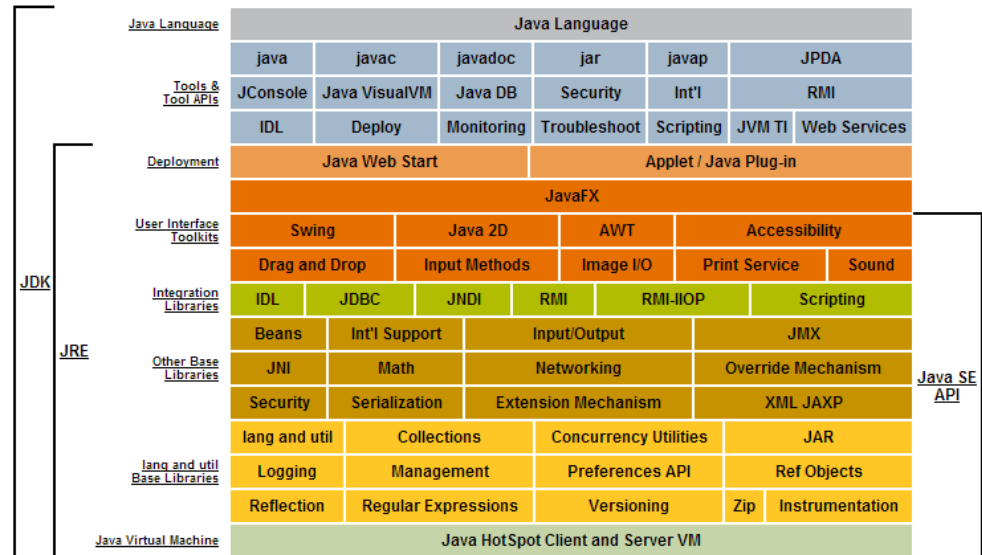 Java Language Java Language
java javac javadoc jar javap JPDA
Tools &
Tool APIs
JConsole Java VisualVM Java DB Security Int'l RMI
IDL Deploy Monitoring Troubleshoot Scripting JVM TI Web Services
Deployment Java Web Start Applet / Java Plug-in
JavaFX
User Interface
Toolkits
Swing Java 2D AWT Accessibility
Drag and Drop Input Methods Image I/O Print Service Sound
JDK
Integration
Libraries
IDL JDBC JNDI RMI RMI-IIOP Scripting
Beans Int'l Support Input/Output JMX
JRE
Other Base
Libraries
JNI Math Networking Override Mechanism
Java SE
API
Security Serialization Extension Mechanism XML JAXP
lang and util Collections Concurrency Utilities JAR
lang and util
Base Libraries
Logging Management Preferences API Ref Objects
Reflection Regular Expressions Versioning Zip Instrumentation
Java Virtual Machine Java HotSpot Client and Server VM